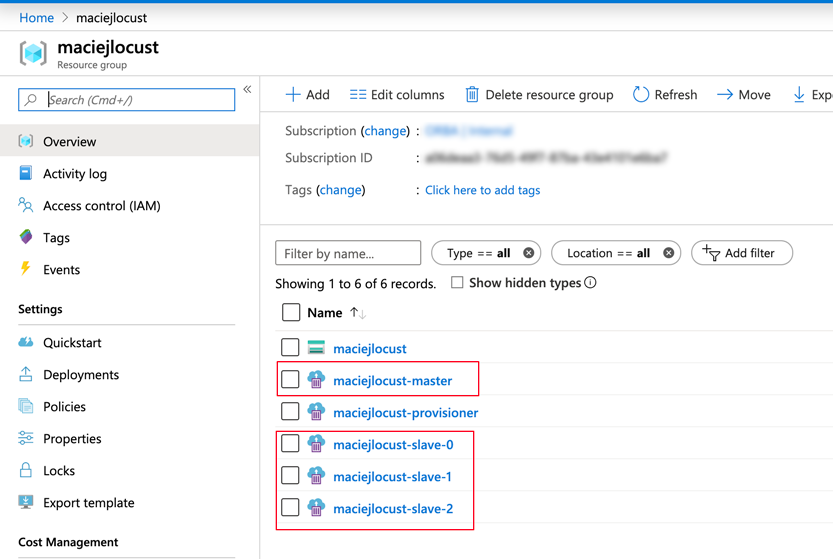 Home > maciejlocust
maciejlocust
Resource group
Search (Cmd+/)
«
Overview
Activity log
Access control (IAM)
Tags
Events
Settings
Quickstart
Deployments
Policies
Properties
Locks
Export template
Cost Management
Add Edit columns Delete resource group Refresh Move Expo
Subscription (change) :
Subscription ID :
Tags (change) : Click here to add tags
Filter by name... Type == all Location == all Add filter
Showing 1 to 6 of 6 records. Show hidden types
Name ↑↓
maciejlocust
maciejlocust-master
maciejlocust-provisioner
maciejlocust-slave-0
maciejlocust-slave-1
maciejlocust-slave-2